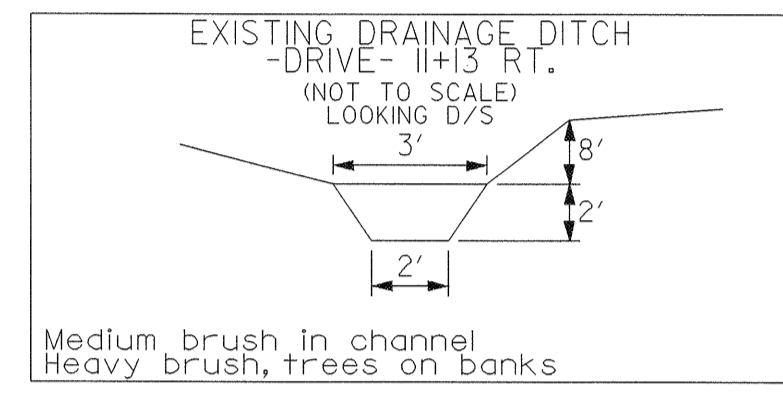 EXISTING DRAINAGE DITCH
-DRIVE- 11+13 RT.
(NOT TO SCALE)
LOOKING D/S
3'
8'
2'
2'
Medium brush in channel
Heavy brush, trees on banks